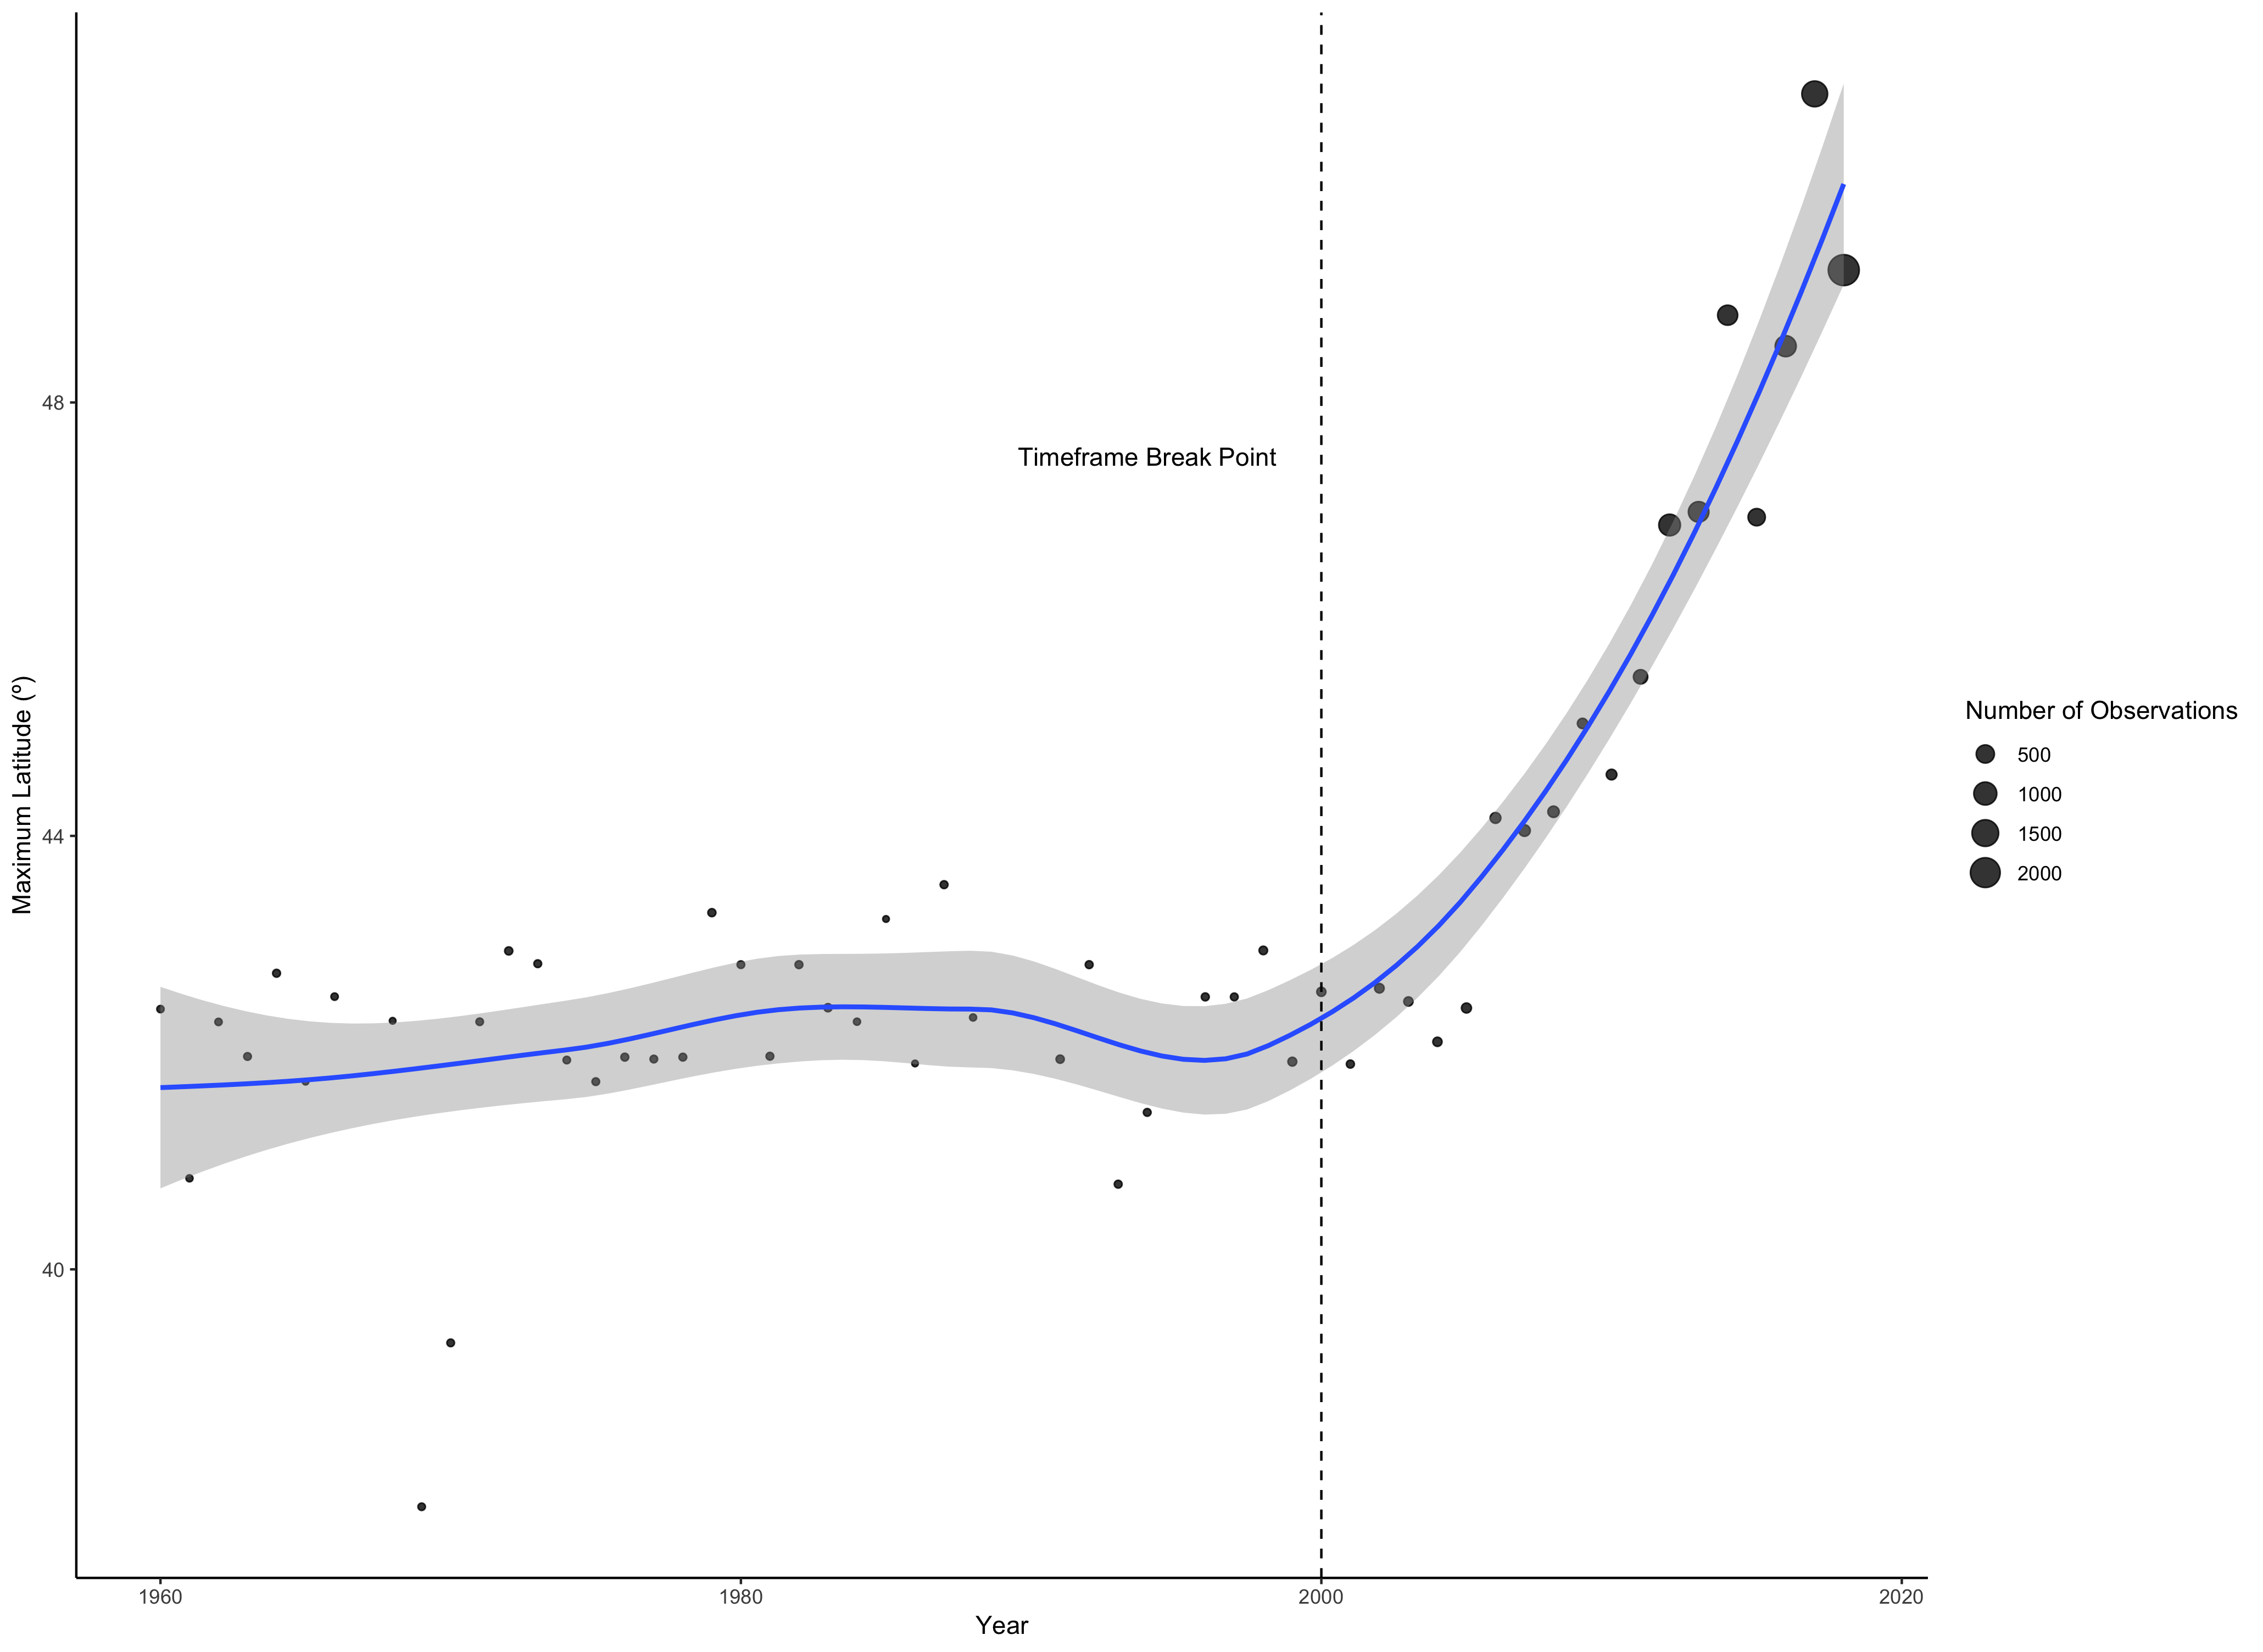 Timeframe Break Point
48
44
40
Maximum Latitude (º)
1960
1980
2000
2020
Year
Number of Observations
500
1000
1500
2000